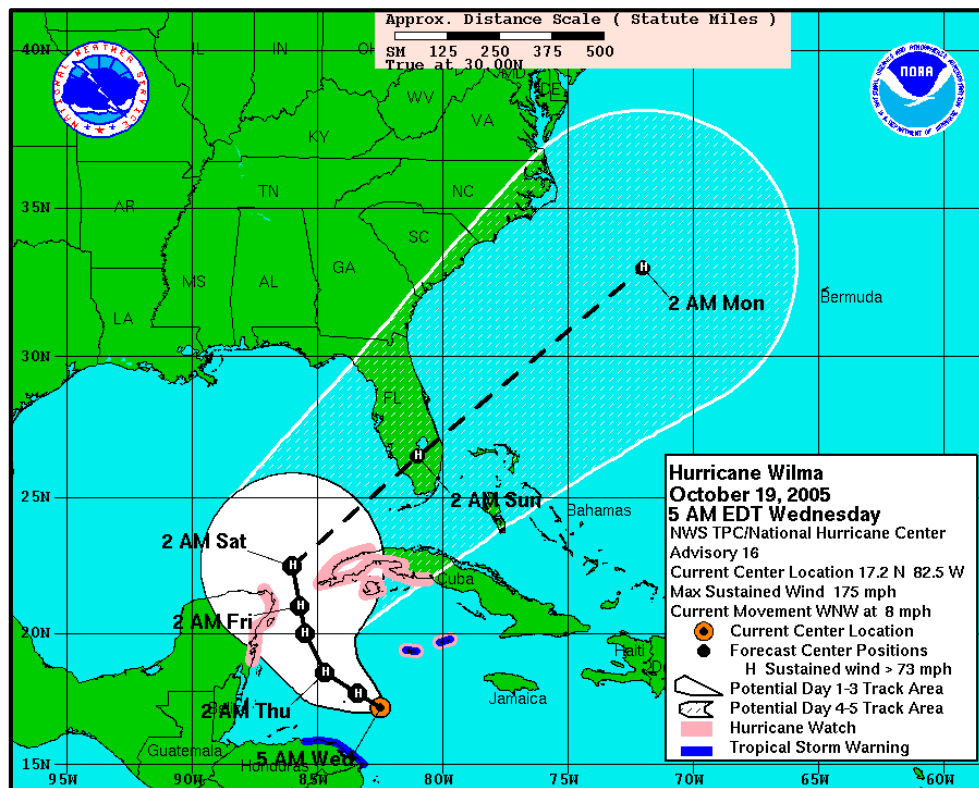 Approx. Distance Scale ( Statute Miles )
SM 125 250 375 500
True at 30.00N
40N
IL
IN
WV
DE
NATIONAL WEATHER SERVICE
NOAA
VA
KY
TN
NC
35N
AR
SC
MS
AL
GA
2 AM Mon
Bermuda
LA
30N
FL
25N
2 AM Sun
Bahamas
2 AM Sat
Cuba
2 AM Fri
20N
Haiti
Jamaica
2 AM Thu
Guatemala
5 AM Wed
Honduras
15N
95W 90W 85W 80W 75W 70W 65W 60W
Hurricane Wilma
October 19, 2005
5 AM EDT Wednesday
NWS TPC/National Hurricane Center
Advisory 16
Current Center Location 17.2 N 82.5 W
Max Sustained Wind 175 mph
Current Movement WNW at 8 mph
Current Center Location
Forecast Center Positions
H Sustained wind > 73 mph
Potential Day 1-3 Track Area
Potential Day 4-5 Track Area
Hurricane Watch
Tropical Storm Warning